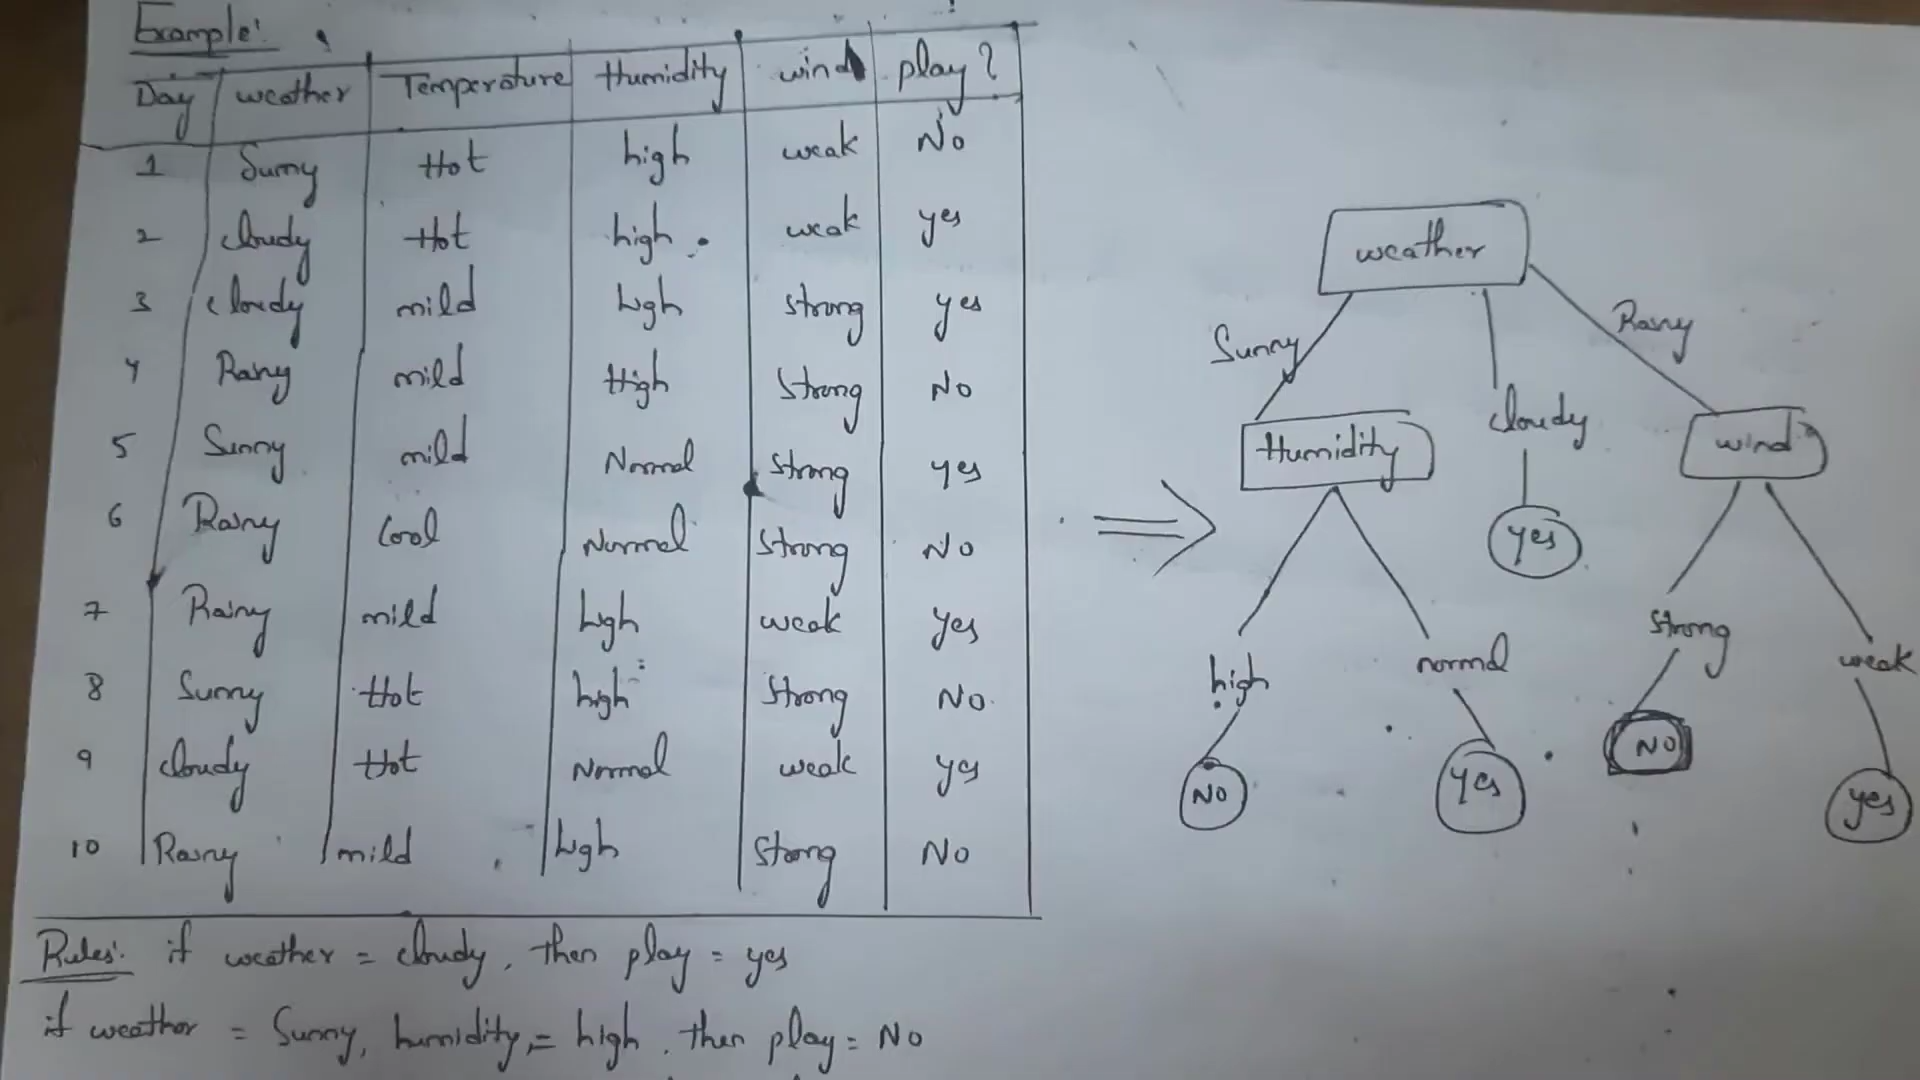 Example:
Day weather Temperature Humidity wind play?
1 Sunny Hot high weak No
2 cloudy Hot high weak yes
3 cloudy mild high strong yes
4 Rainy mild High Strong No
5 Sunny mild Normal Strong yes
6 Rainy Cool Normal Strong No
7 Rainy mild high weak yes
8 Sunny Hot high Strong No
9 cloudy Hot Normal weak yes
10 Rainy mild high Strong No
Rules: if weather = cloudy, then play = yes
if weather = Sunny, humidity = high, then play = No
weather
Sunny
cloudy
Rainy
Humidity
yes
wind
high
normal
strong
weak
No
yes
No
yes